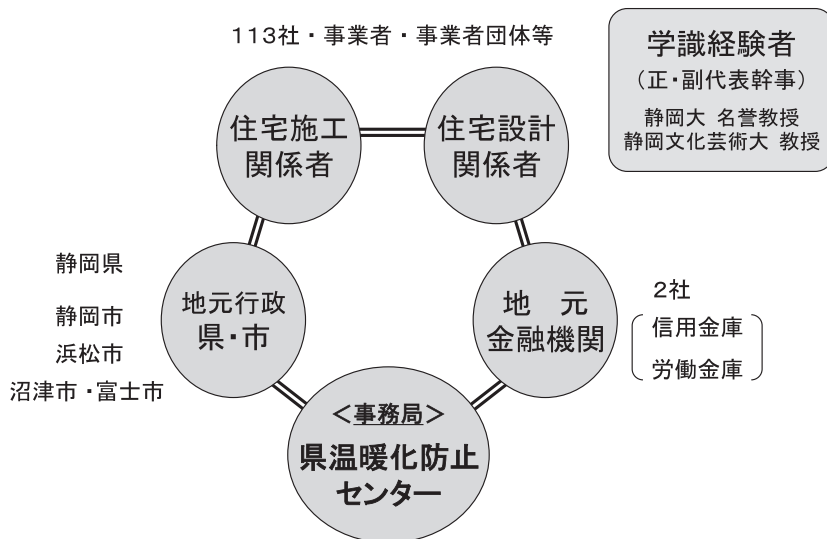 113社・事業者・事業者団体等
学識経験者
（正・副代表幹事）
静岡大 名誉教授
静岡文化芸術大 教授
住宅施工
関係者
住宅設計
関係者
静岡県
静岡市
浜松市
沼津市・富士市
地元行政
県・市
地　元
金融機関
2社
信用金庫
労働金庫
＜事務局＞
県温暖化防止
センター